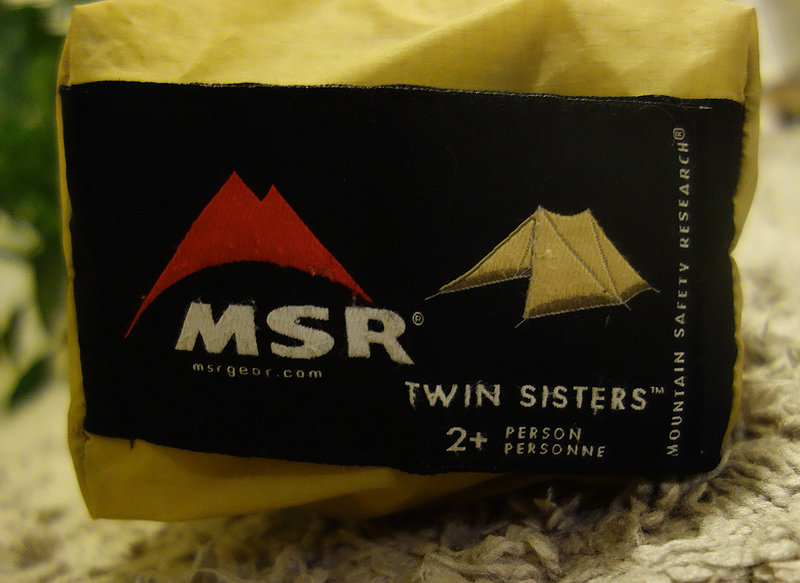 MSR®
msrgear.com
TWIN SISTERS™
2+ PERSON
PERSONNE
MOUNTAIN SAFETY RESEARCH®